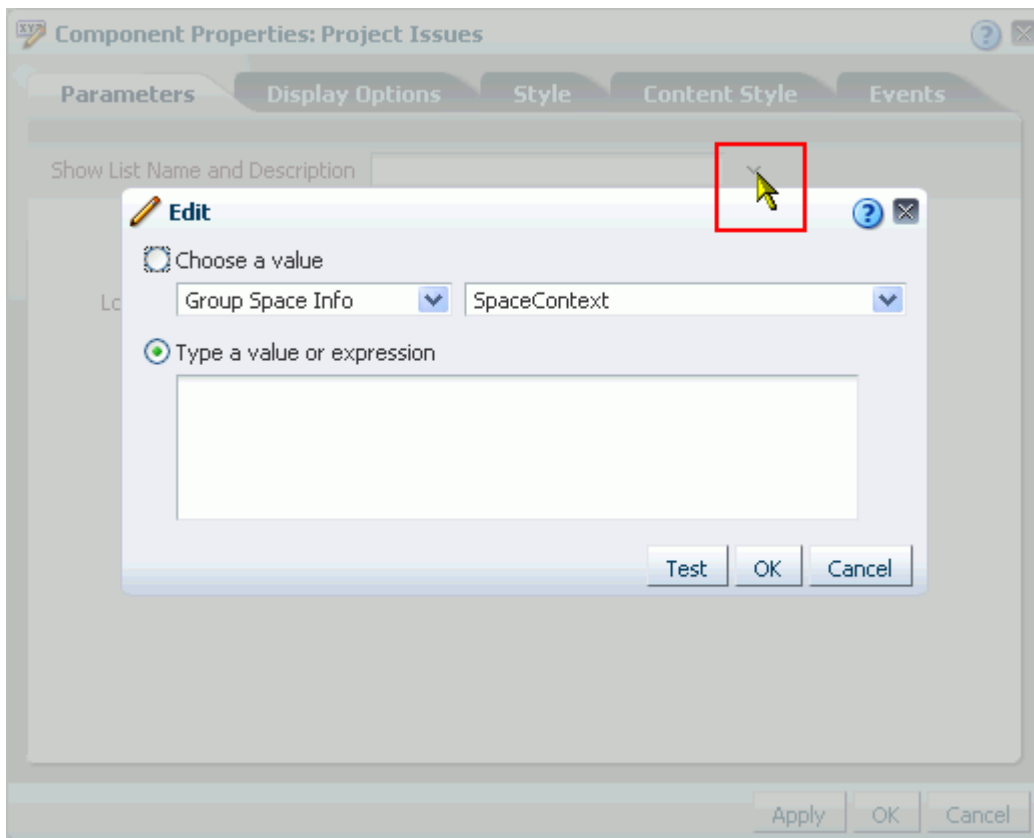 Component Properties: Project Issues
Parameters Display Options Style Content Style Events
Show List Name and Description
Edit
Choose a value
Lo
Group Space Info SpaceContext
Type a value or expression
Test OK Cancel
Apply OK Cancel